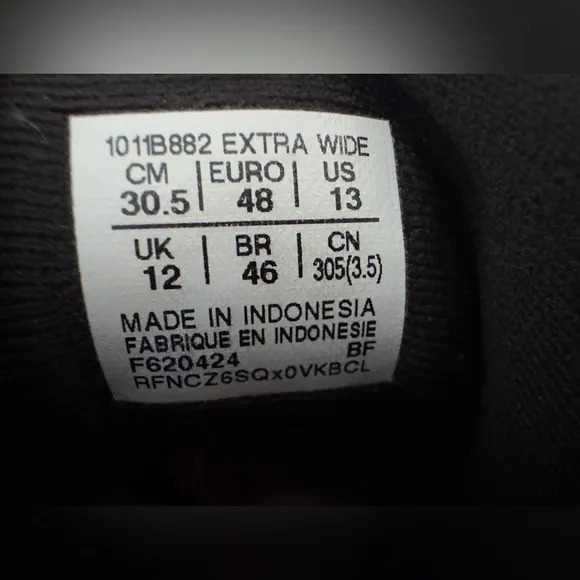 1011B882 EXTRA WIDE
CM | EURO | US
30.5 | 48 | 13
UK | BR | CN
12 | 46 | 305(3.5)
MADE IN INDONESIA
FABRIQUE EN INDONESIE
F620424 BF
RFNCZ6SQx0VKBCL